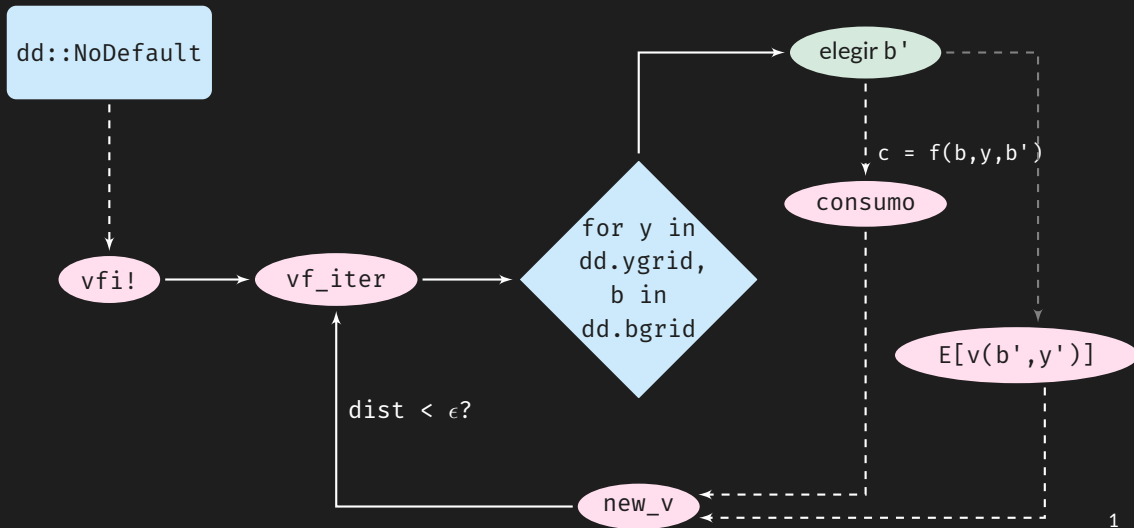 dd::NoDefault
elegir b'
c = f(b,y,b')
consumo
for y in
dd.ygrid,
b in
dd.bgrid
vfi!
vf_iter
E[v(b',y')]
dist < ϵ?
new_v
1